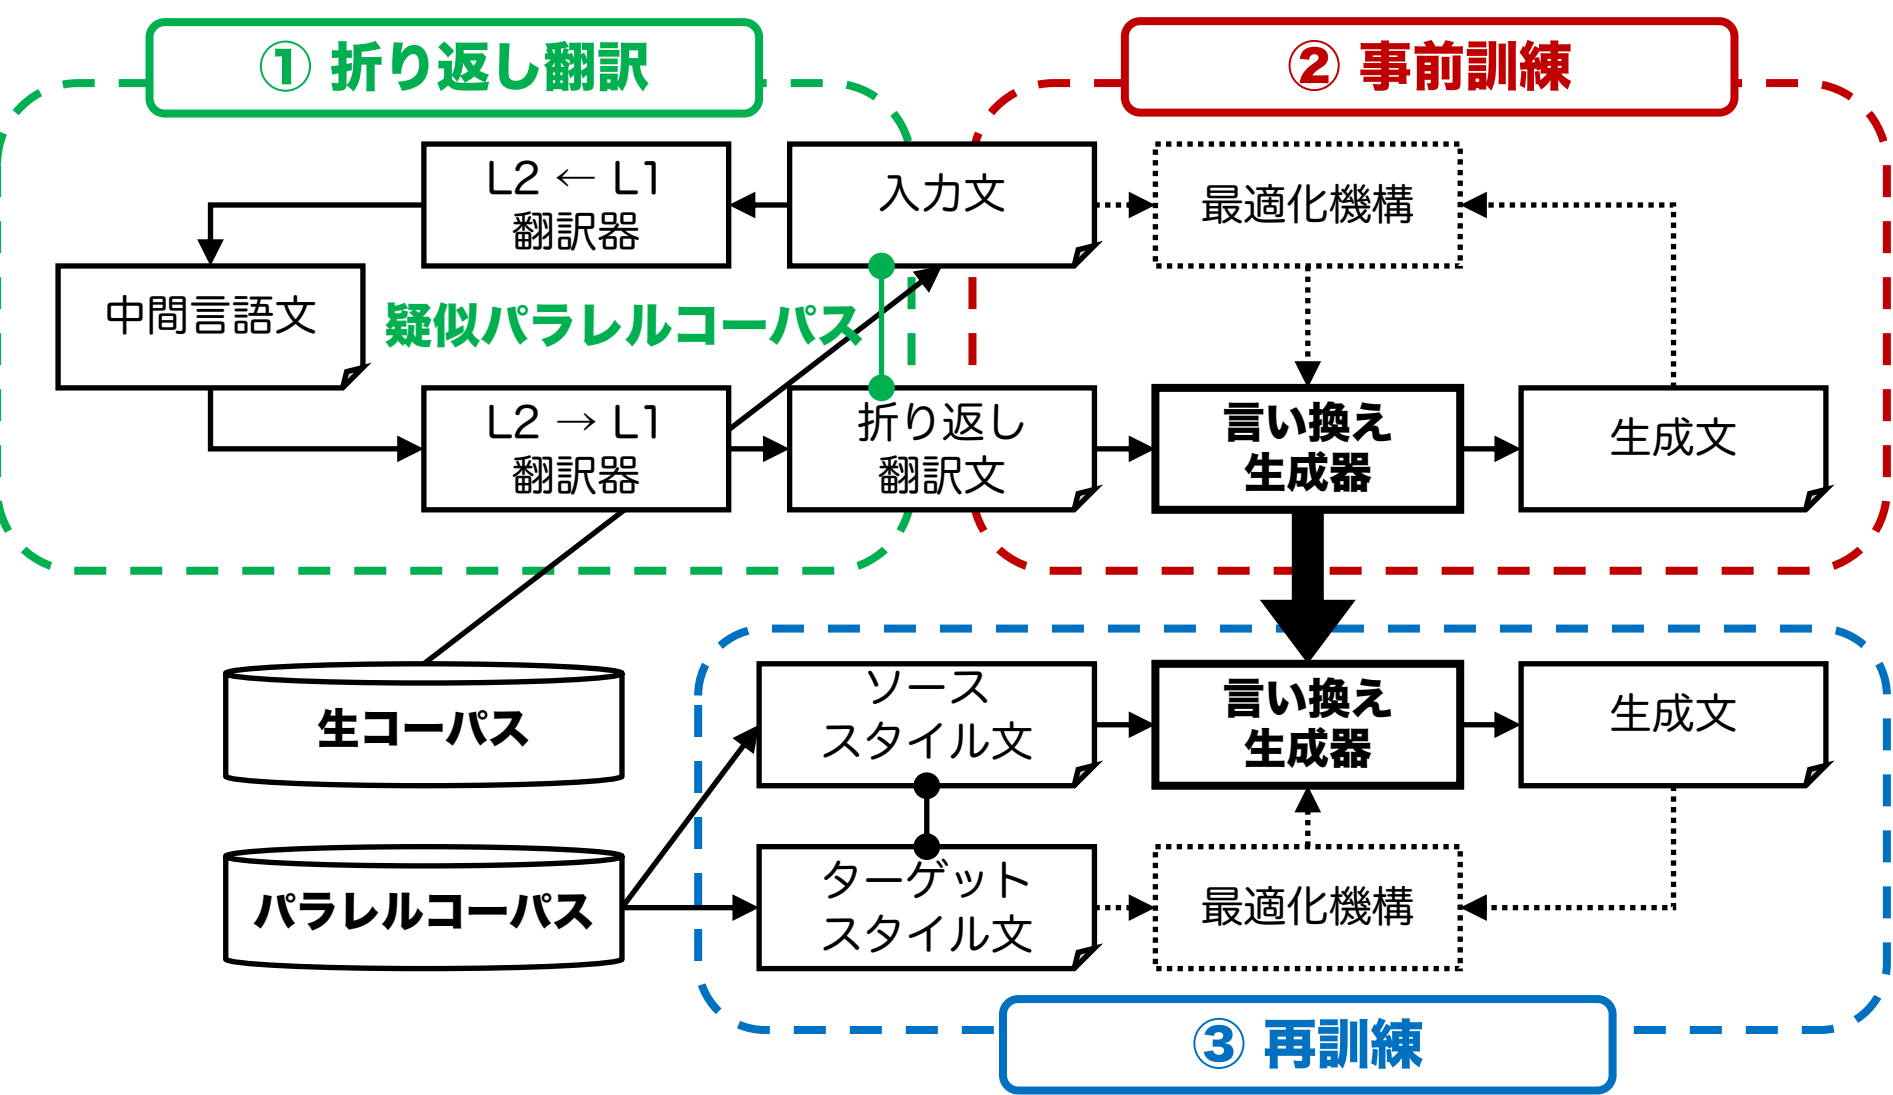 ① 折り返し翻訳
② 事前訓練
L2 ← L1
翻訳器
入力文
最適化機構
中間言語文
疑似パラレルコーパス
L2 → L1
翻訳器
折り返し
翻訳文
言い換え
生成器
生成文
生コーパス
ソース
スタイル文
言い換え
生成器
生成文
パラレルコーパス
ターゲット
スタイル文
最適化機構
③ 再訓練